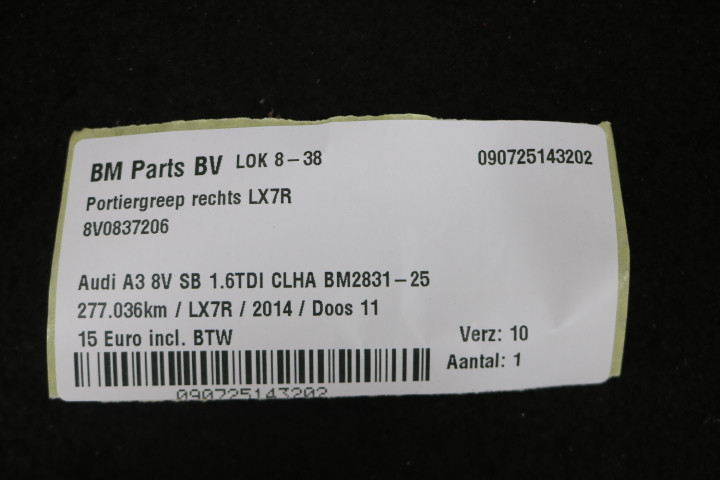 BM Parts BV LOK 8-38 090725143202
Portiergreep rechts LX7R
8V0837206
Audi A3 8V SB 1.6TDI CLHA BM2831-25
277.036km / LX7R / 2014 / Doos 11
15 Euro incl. BTW Verz: 10
Aantal: 1
090725143202